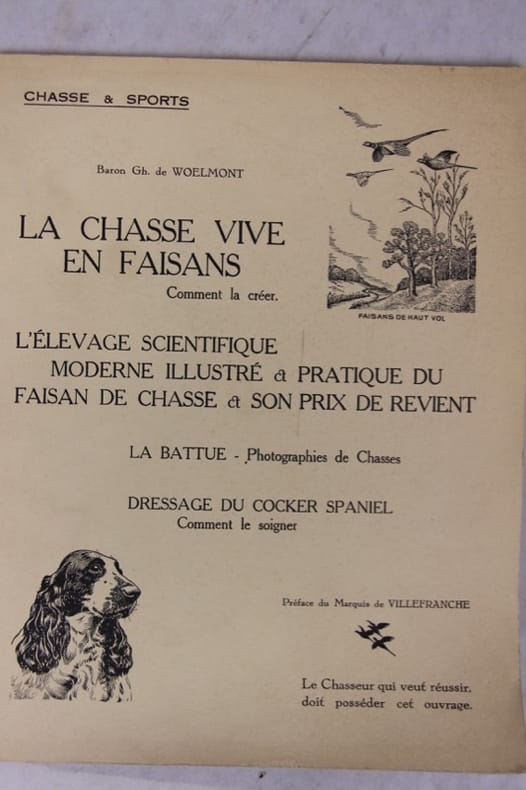 CHASSE & SPORTS
Baron Gh. de WOELMONT
LA CHASSE VIVE
EN FAISANS
Comment la créer.
FAISANS DE HAUT VOL
L'ÉLEVAGE SCIENTIFIQUE
MODERNE ILLUSTRÉ & PRATIQUE DU
FAISAN DE CHASSE & SON PRIX DE REVIENT
LA BATTUE - Photographies de Chasses
DRESSAGE DU COCKER SPANIEL
Comment le soigner
Préface du Marquis de VILLEFRANCHE
Le Chasseur qui veut réussir,
doit posséder cet ouvrage.